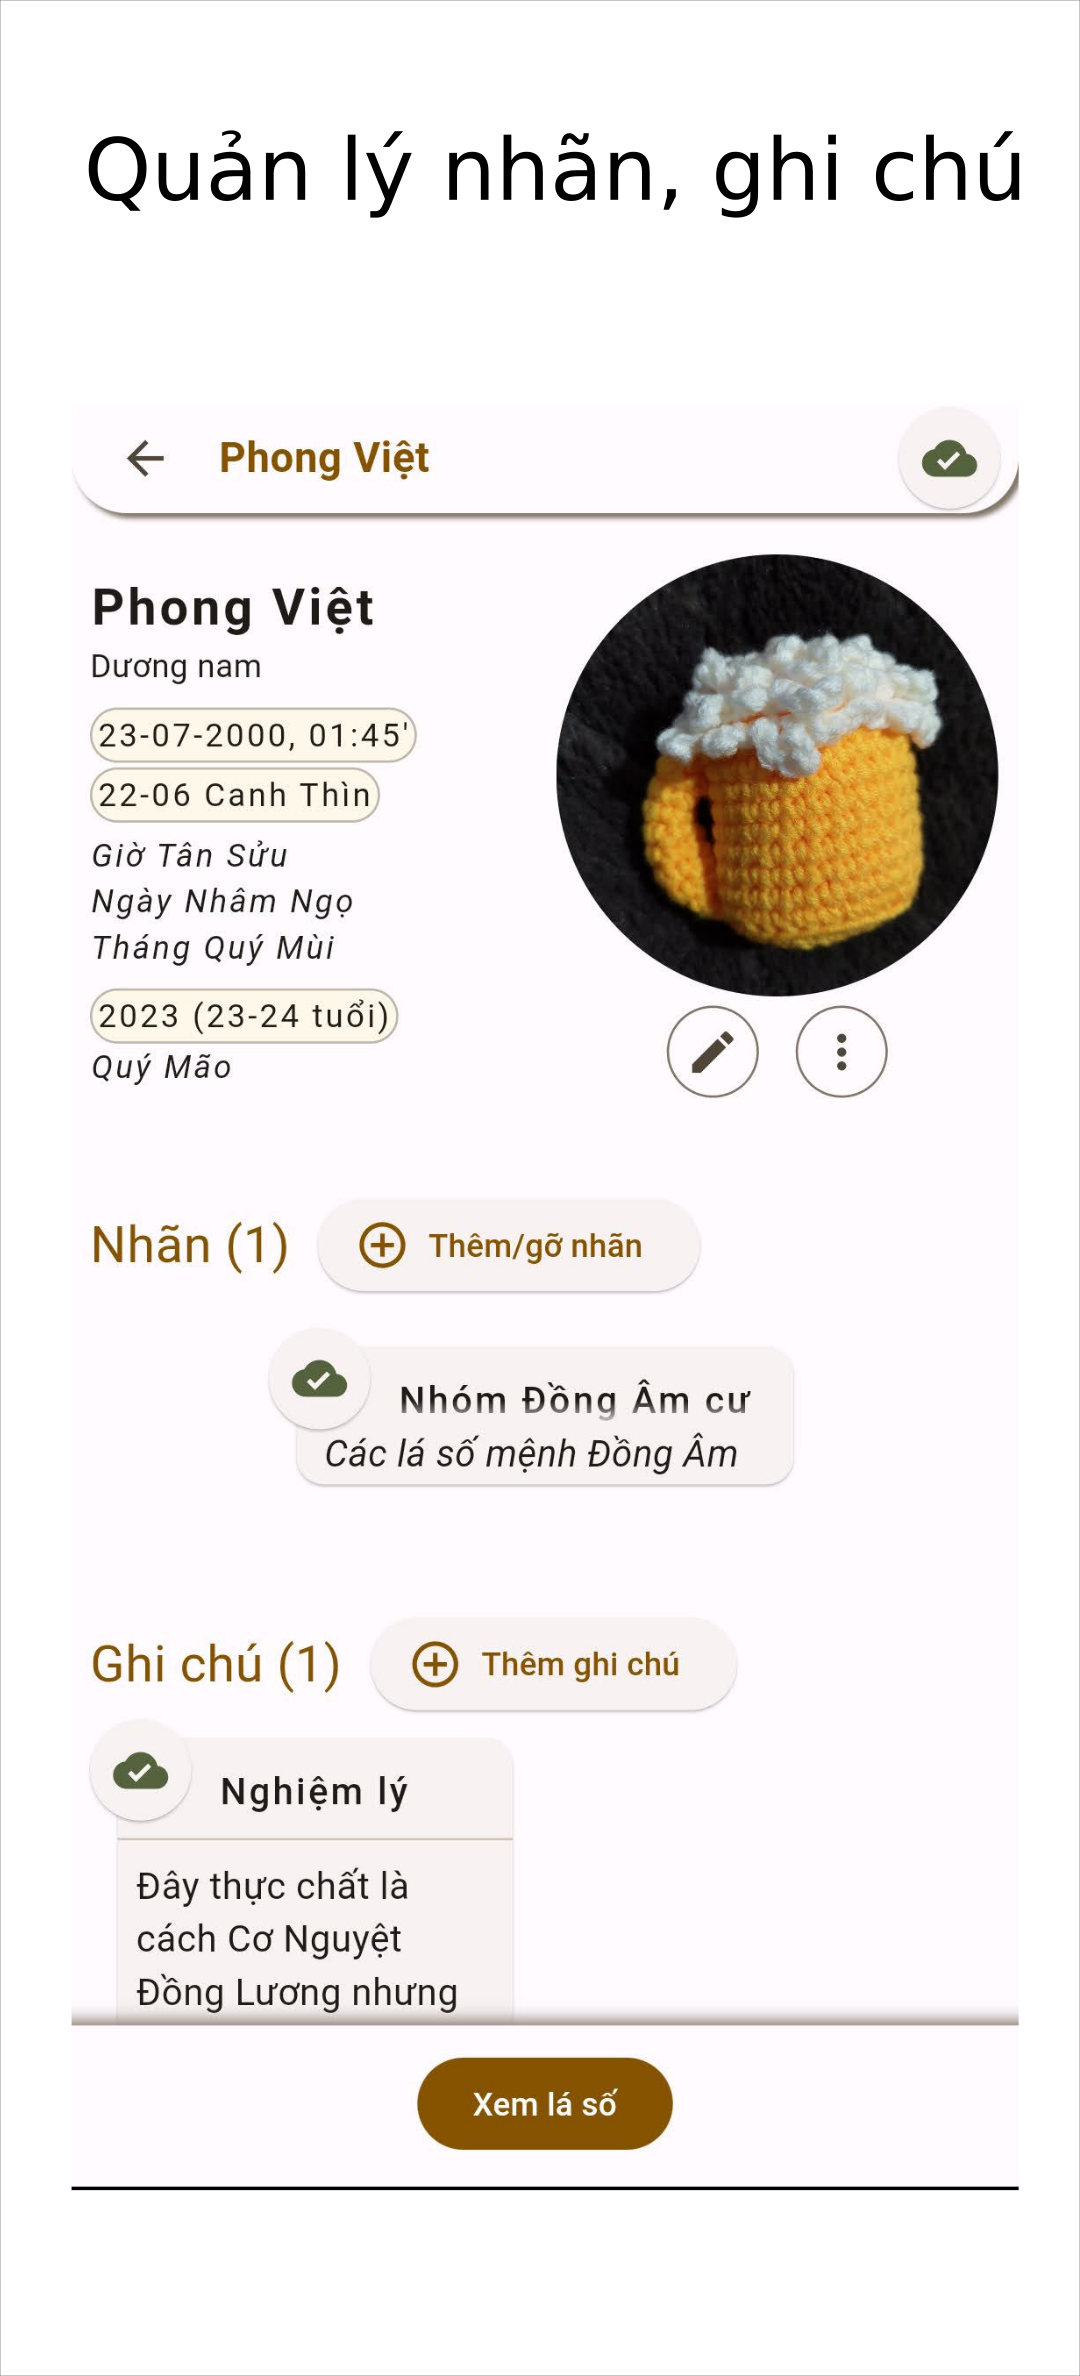 Quản lý nhãn, ghi chú
Phong Việt
Phong Việt
Dương nam
23-07-2000, 01:45'
22-06 Canh Thìn
Giờ Tân Sửu
Ngày Nhâm Ngọ
Tháng Quý Mùi
2023 (23-24 tuổi)
Quý Mão
Nhãn (1)
Thêm/gỡ nhãn
Nhóm Đồng Âm cư
Các lá số mệnh Đồng Âm
Ghi chú (1)
Thêm ghi chú
Nghiệm lý
Đây thực chất là
cách Cơ Nguyệt
Đồng Lương nhưng
Xem lá số